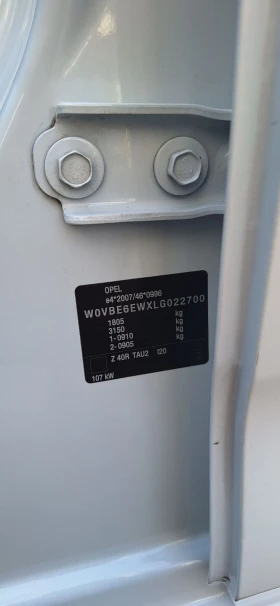 OPEL
e4*2007/46*0996
W0VBE6EWXLG022700
1805 kg
3150 kg
1-0910 kg
2-0905 kg
Z 40R TAU2 120
107 kW